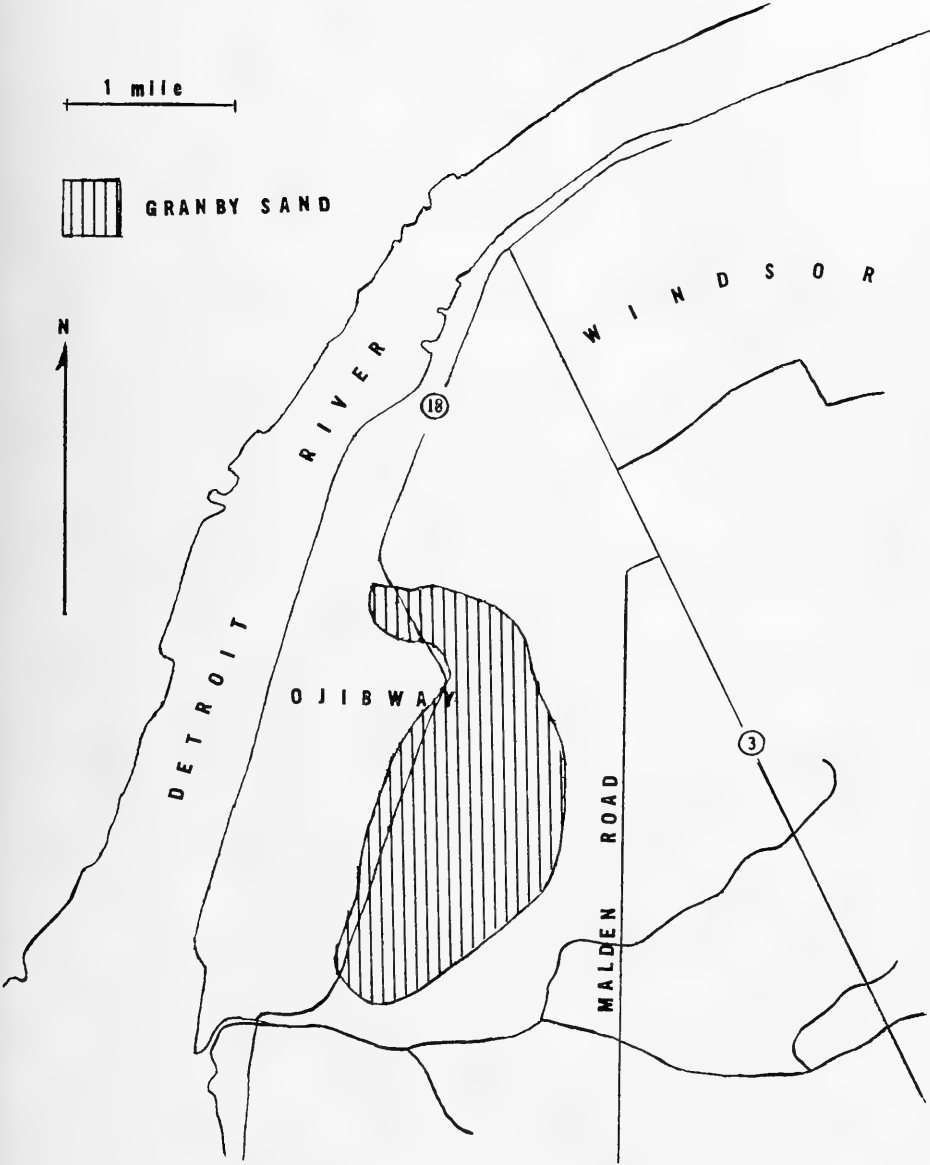 1 mile
GRANBY SAND
N
WINDSOR
DETROIT RIVER
18
OJIBWAY
3
MALDEN ROAD